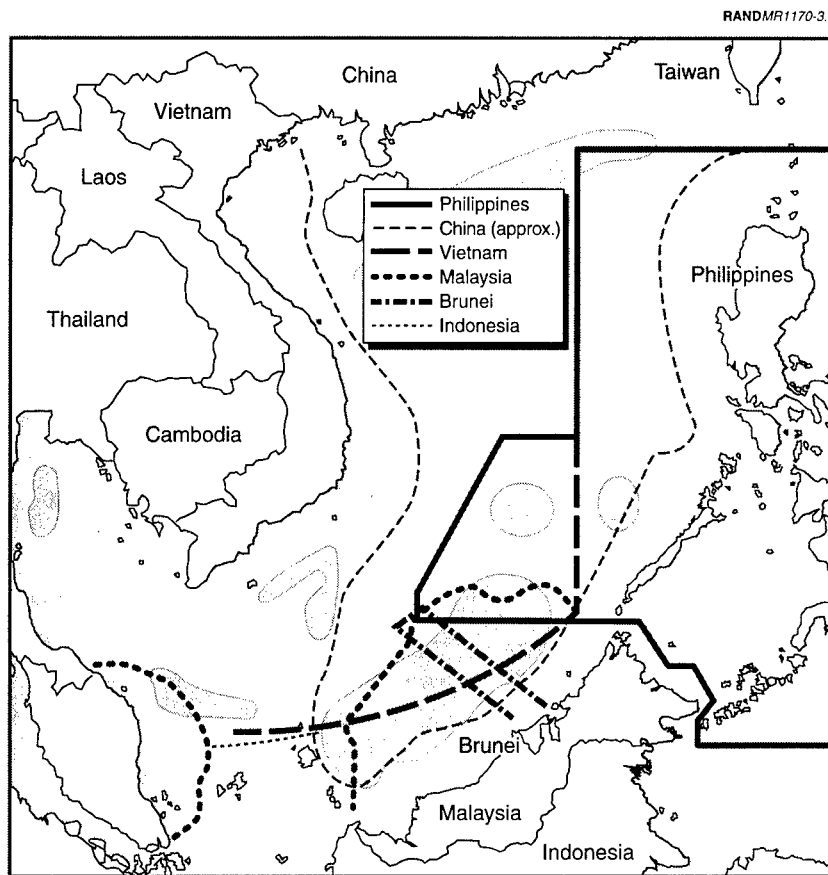 RANDMR1170-3.
China
Taiwan
Vietnam
Laos
Philippines
China (approx.)
Vietnam
Malaysia
Brunei
Indonesia
Philippines
Thailand
Cambodia
Brunei
Malaysia
Indonesia